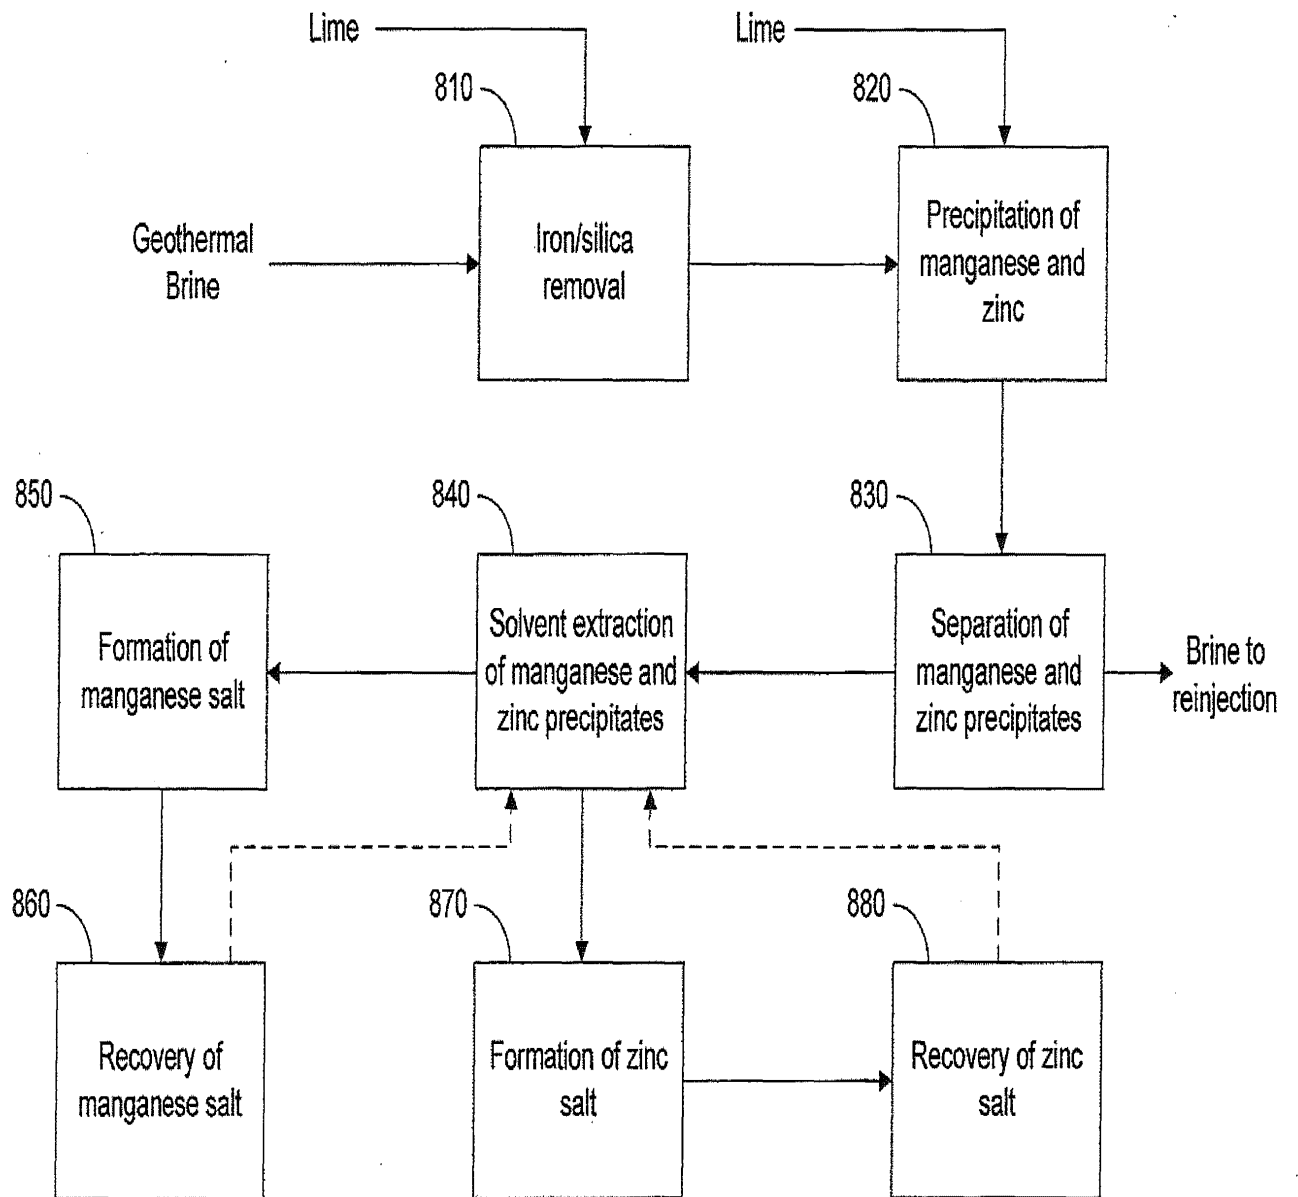 Lime
Lime
810
820
Geothermal
Brine
Iron/silica
removal
Precipitation of
manganese and
zinc
850
840
830
Formation of
manganese salt
Solvent extraction
of manganese and
zinc precipitates
Separation of
manganese and
zinc precipitates
Brine to
reinjection
860
870
880
Recovery of
manganese salt
Formation of zinc
salt
Recovery of zinc
salt